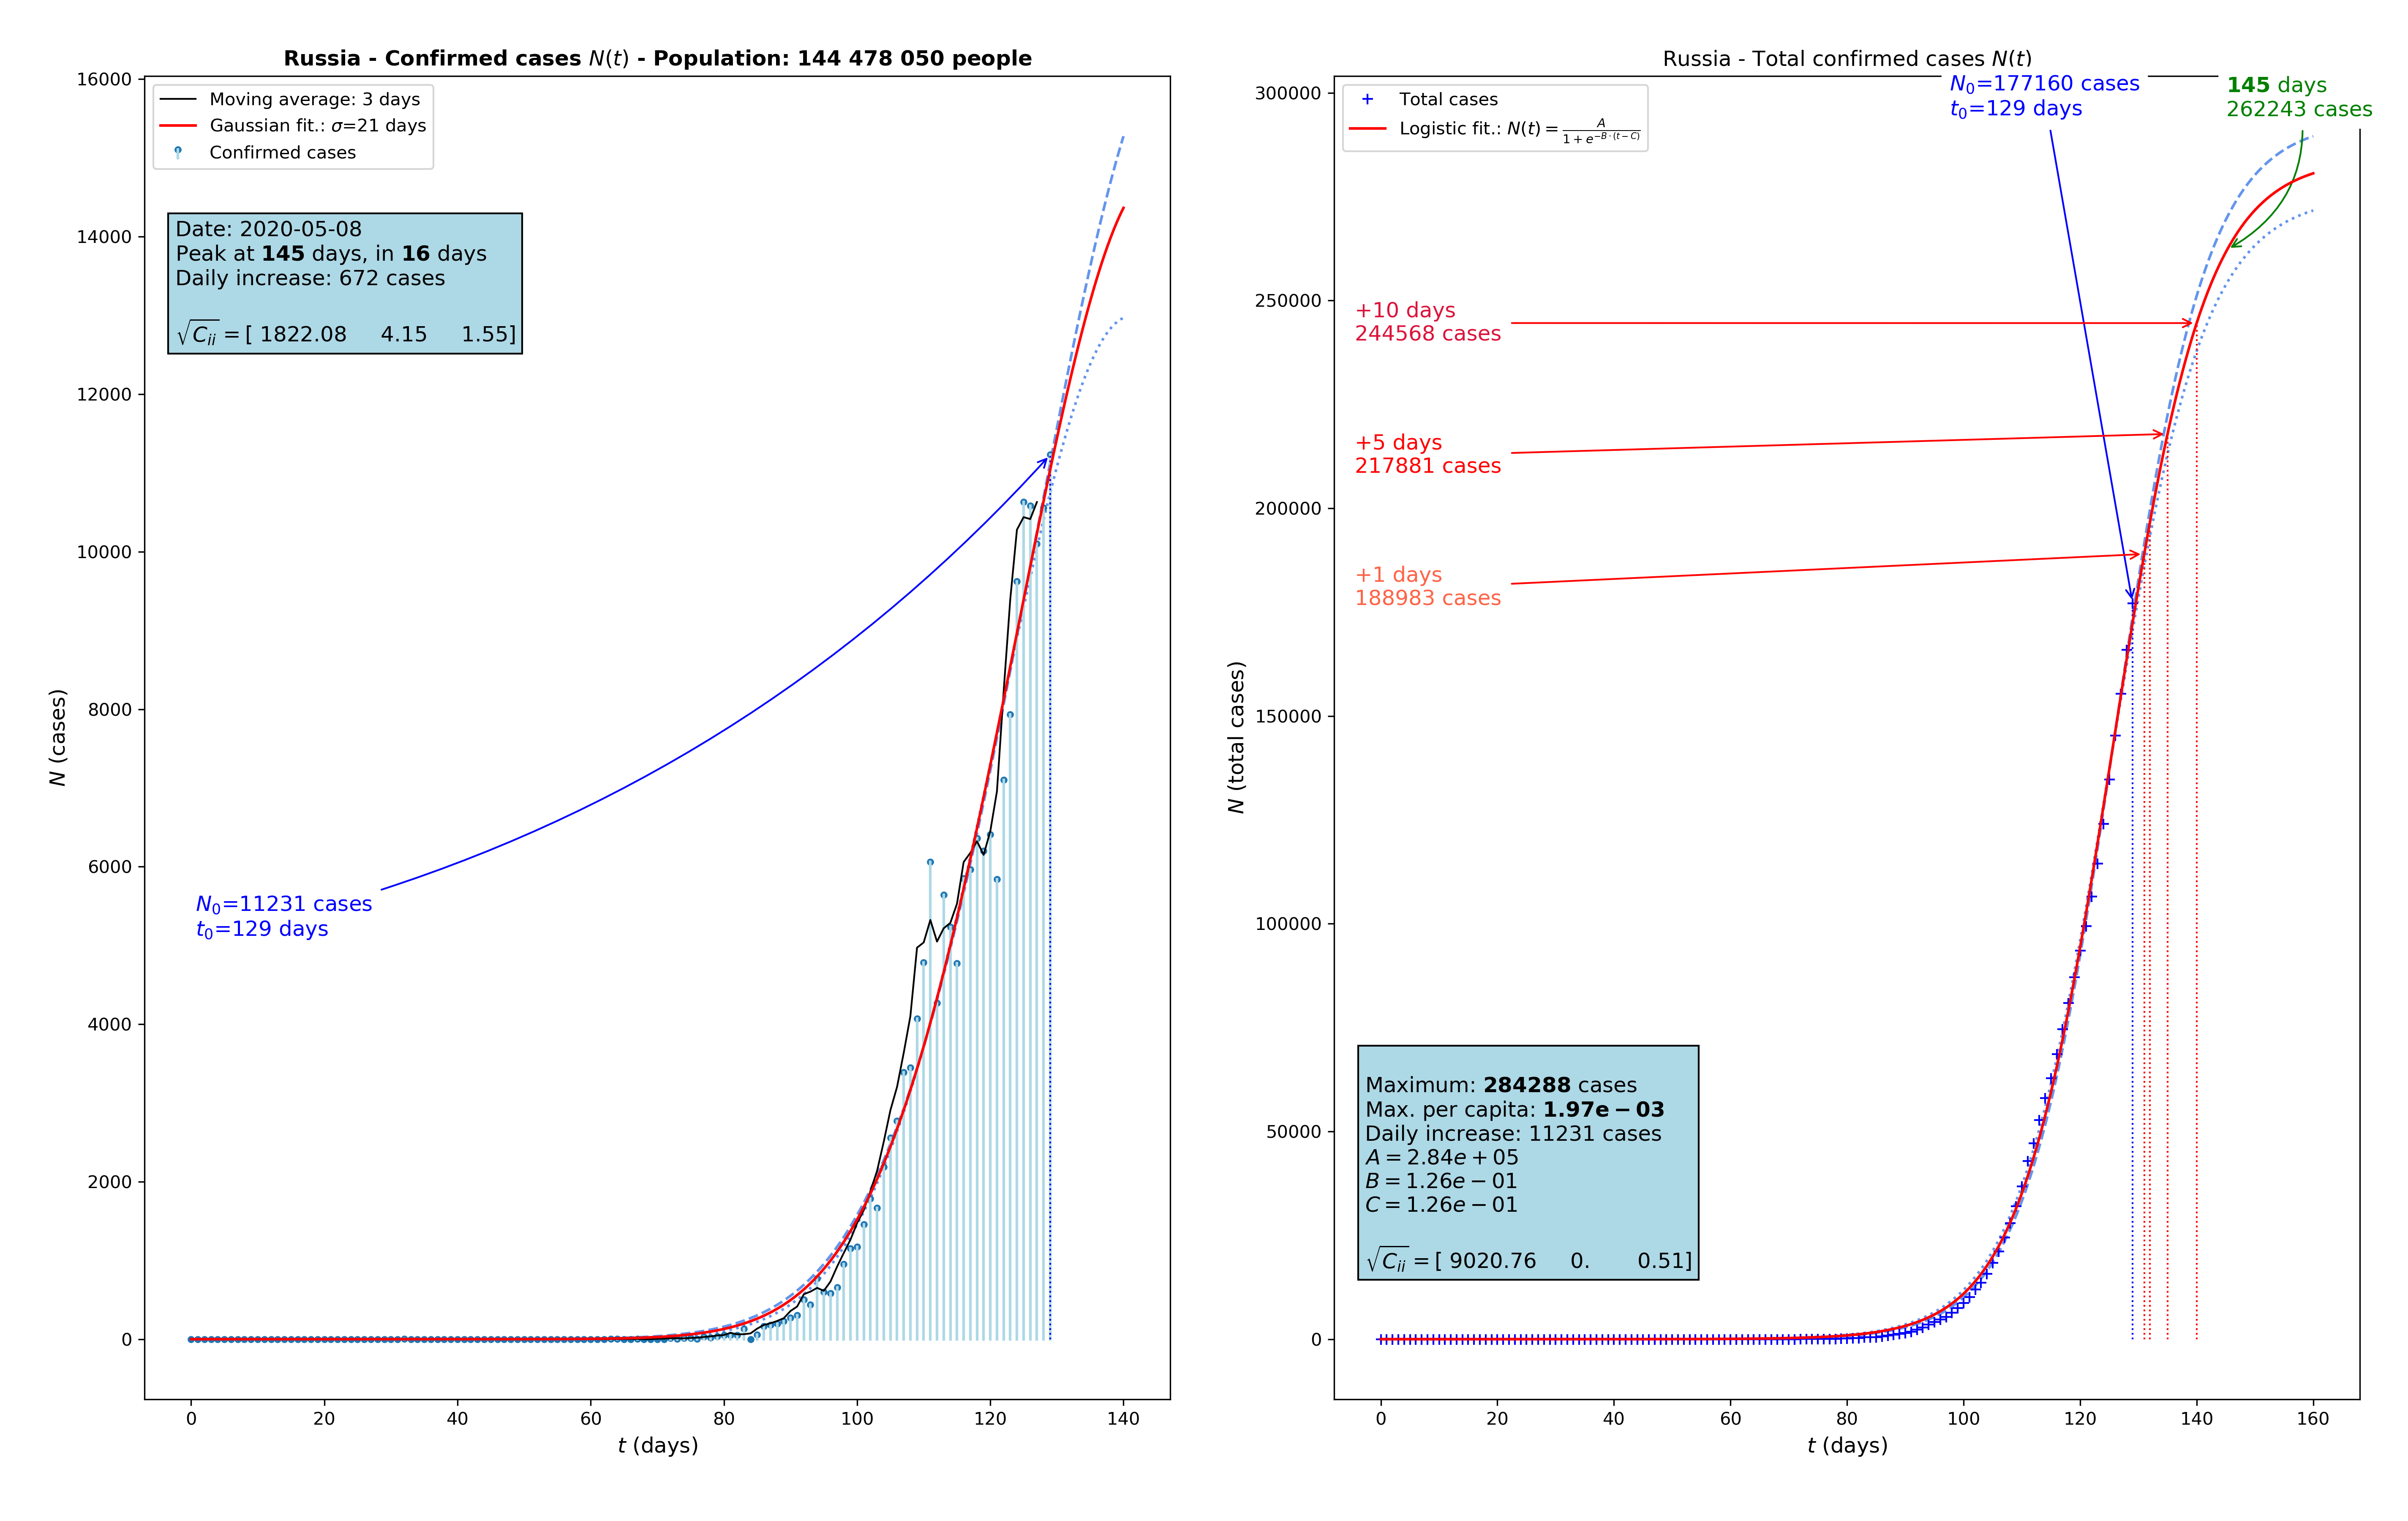 Russia - Confirmed cases N(t) - Population: 144 478 050 people
16000
14000
12000
10000
8000
6000
4000
2000
0
N (cases)
Moving average: 3 days
Gaussian fit.: σ=21 days
Confirmed cases
Date: 2020-05-08
Peak at 145 days, in 16 days
Daily increase: 672 cases
√Cᵢᵢ = [ 1822.08 4.15 1.55]
N₀=11231 cases
t₀=129 days
0 20 40 60 80 100 120 140
t (days)
Russia - Total confirmed cases N(t)
300000
250000
200000
150000
100000
50000
0
N (total cases)
Total cases
Logistic fit.: N(t) = A / (1 + e^(−B·(t−C)))
N₀=177160 cases
t₀=129 days
145 days
262243 cases
+10 days
244568 cases
+5 days
217881 cases
+1 days
188983 cases
Maximum: 284288 cases
Max. per capita: 1.97e − 03
Daily increase: 11231 cases
A = 2.84e + 05
B = 1.26e − 01
C = 1.26e − 01
√Cᵢᵢ = [ 9020.76 0. 0.51]
0 20 40 60 80 100 120 140 160
t (days)